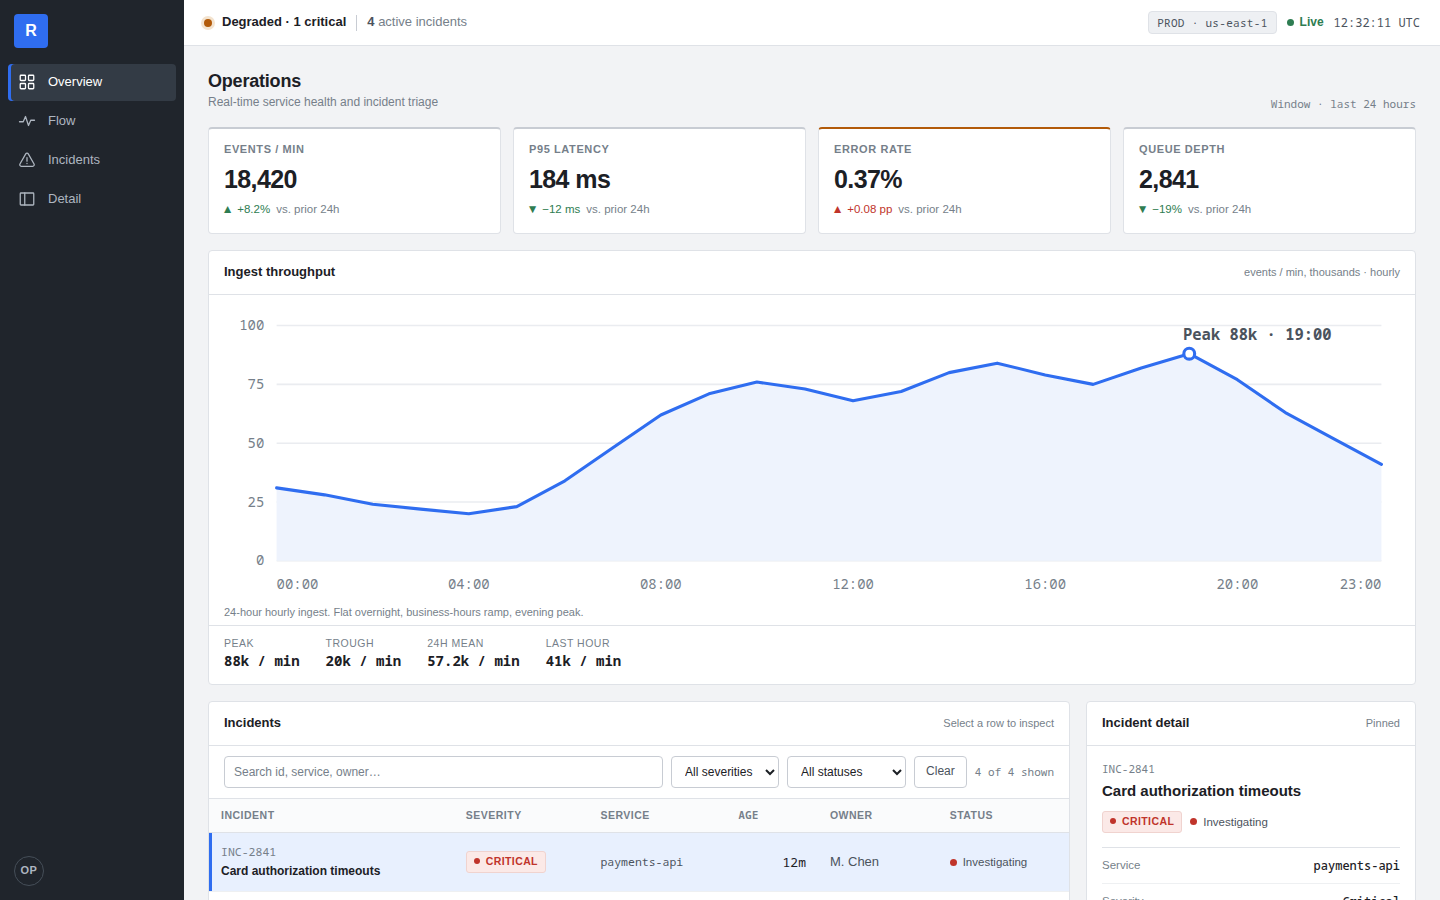 R
Degraded · 1 critical
4 active incidents
PROD · us-east-1
Live
12:32:11 UTC
Overview
Flow
Incidents
Detail
OP
Operations
Real-time service health and incident triage
Window · last 24 hours
EVENTS / MIN
18,420
▲ +8.2% vs. prior 24h
P95 LATENCY
184 ms
▼ −12 ms vs. prior 24h
ERROR RATE
0.37%
▲ +0.08 pp vs. prior 24h
QUEUE DEPTH
2,841
▼ −19% vs. prior 24h
Ingest throughput
events / min, thousands · hourly
100
75
50
25
0
Peak 88k · 19:00
00:00 04:00 08:00 12:00 16:00 20:00 23:00
24-hour hourly ingest. Flat overnight, business-hours ramp, evening peak.
PEAK
88k / min
TROUGH
20k / min
24H MEAN
57.2k / min
LAST HOUR
41k / min
Incidents
Select a row to inspect
Search id, service, owner…
All severities
All statuses
Clear
4 of 4 shown
INCIDENT SEVERITY SERVICE AGE OWNER STATUS
INC-2841
Card authorization timeouts
CRITICAL
payments-api
12m
M. Chen
Investigating
Incident detail
Pinned
INC-2841
Card authorization timeouts
CRITICAL
Investigating
Service payments-api
Severity Critical